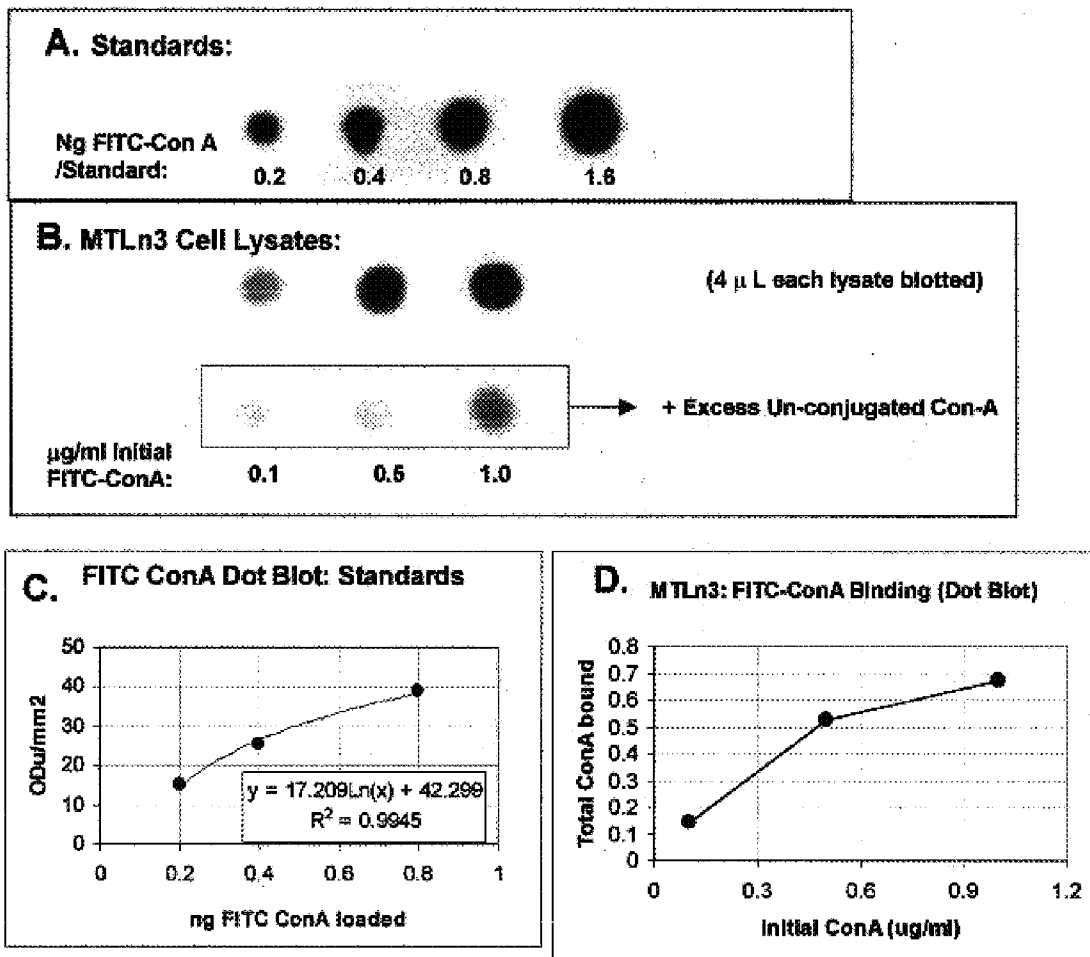 A. Standards:
Ng FITC-Con A
/Standard:
0.2 0.4 0.8 1.6
B. MTLn3 Cell Lysates:
(4 μ L each lysate blotted)
+ Excess Un-conjugated Con-A
μg/ml Initial
FITC-ConA:
0.1 0.5 1.0
C. FITC ConA Dot Blot: Standards
ODu/mm2
50
40
30
20
10
0
0 0.2 0.4 0.6 0.8 1
y = 17.209Ln(x) + 42.299
R² = 0.9945
ng FITC ConA loaded
D. MTLn3: FITC-ConA Binding (Dot Blot)
Total ConA bound
0.8
0.7
0.6
0.5
0.4
0.3
0.2
0.1
0
0 0.3 0.6 0.9 1.2
Initial ConA (ug/ml)